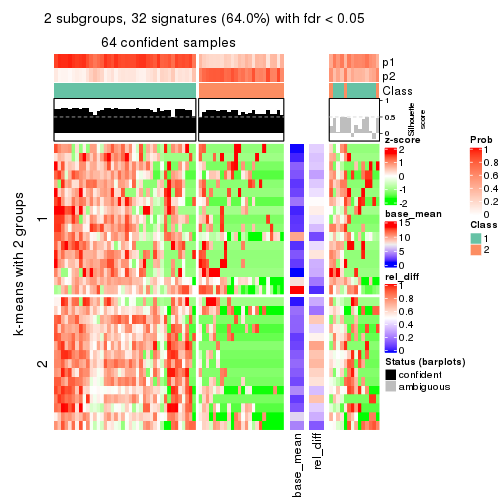 2 subgroups, 32 signatures (64.0%) with fdr < 0.05
64 confident samples
p1
p2
Class
1
0.5
0
Silhouette
score
k-means with 2 groups
1
2
base_mean
rel_diff
z-score
2
1
0
-1
-2
base_mean
15
10
5
0
rel_diff
1
0.8
0.6
0.4
0.2
0
Status (barplots)
confident
ambiguous
Prob
1
0.8
0.6
0.4
0.2
0
Class
1
2